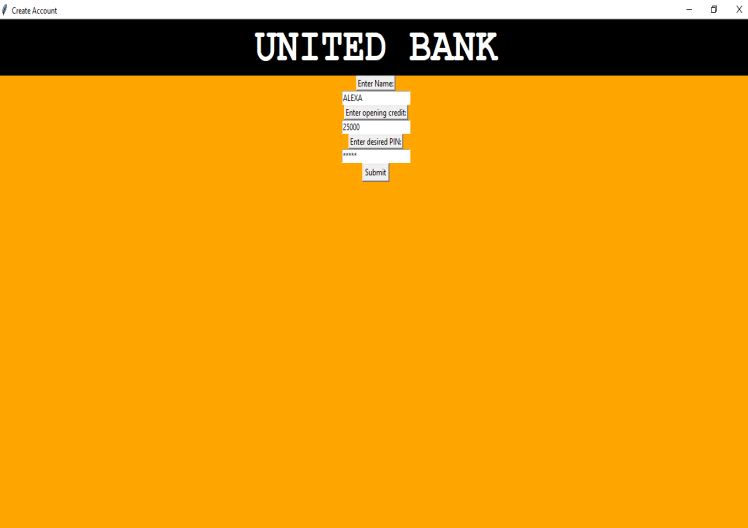 Create Account
UNITED BANK
Enter Name:
ALEXA
Enter opening credit:
25000
Enter desired PIN:
*****
Submit